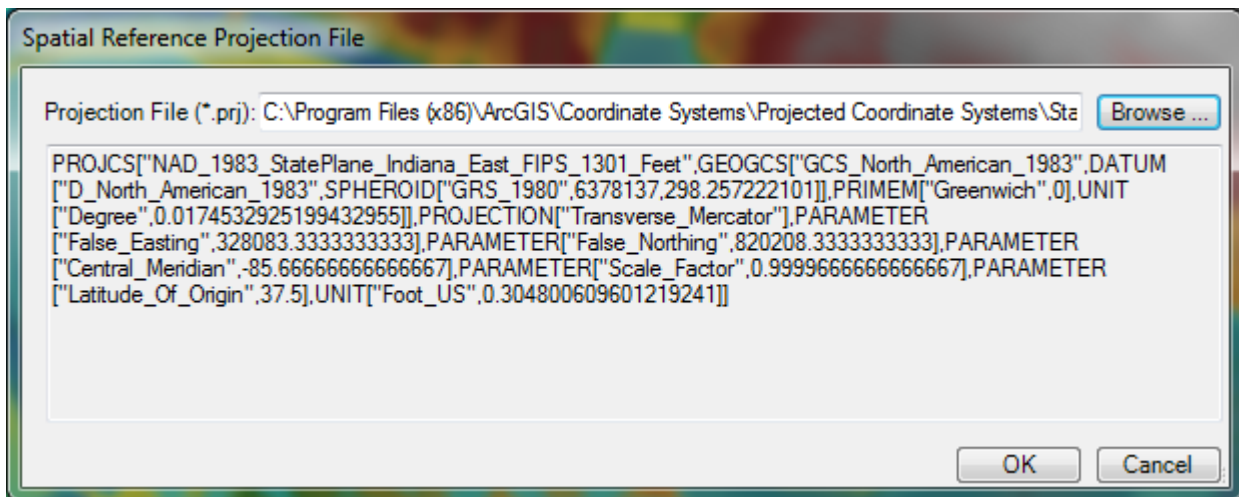 Spatial Reference Projection File
Projection File (*.prj): C:\Program Files (x86)\ArcGIS\Coordinate Systems\Projected Coordinate Systems\Sta Browse ...
PROJCS["NAD_1983_StatePlane_Indiana_East_FIPS_1301_Feet",GEOGCS["GCS_North_American_1983",DATUM
["D_North_American_1983",SPHEROID["GRS_1980",6378137,298.257222101]],PRIMEM["Greenwich",0],UNIT
["Degree",0.0174532925199432955]],PROJECTION["Transverse_Mercator"],PARAMETER
["False_Easting",328083.3333333333],PARAMETER["False_Northing",820208.3333333333],PARAMETER
["Central_Meridian",-85.66666666666667],PARAMETER["Scale_Factor",0.9999666666666667],PARAMETER
["Latitude_Of_Origin",37.5],UNIT["Foot_US",0.304800609601219241]]
OK Cancel